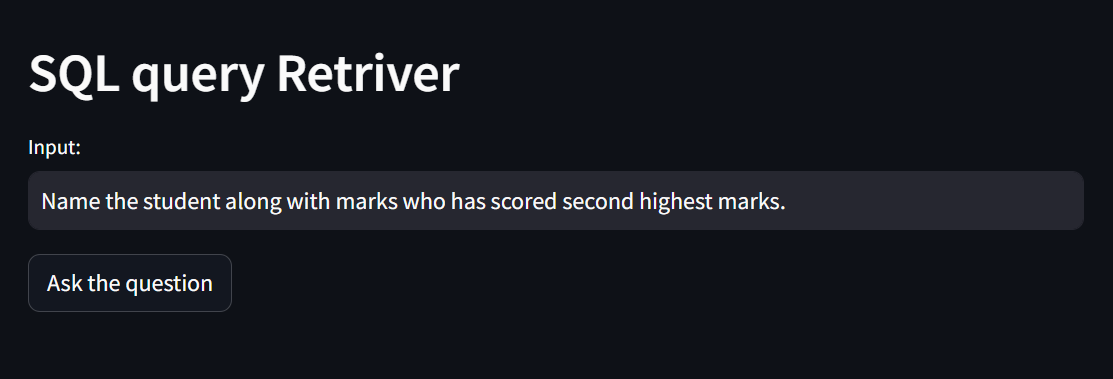 SQL query Retriver
Input:
Name the student along with marks who has scored second highest marks.
Ask the question